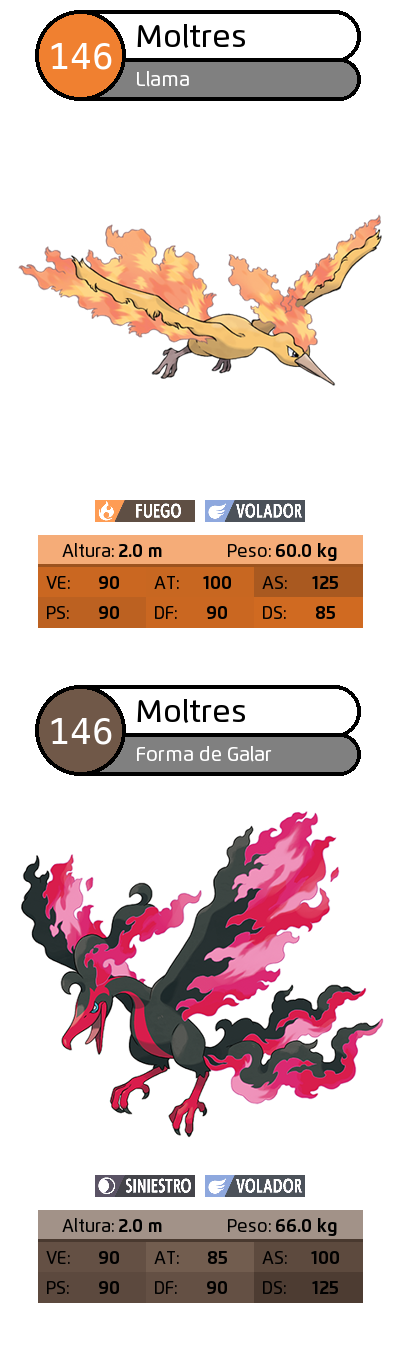 146
Moltres
Llama
FUEGO VOLADOR
Altura: 2.0 m Peso: 60.0 kg
VE: 90 AT: 100 AS: 125
PS: 90 DF: 90 DS: 85
146
Moltres
Forma de Galar
SINIESTRO VOLADOR
Altura: 2.0 m Peso: 66.0 kg
VE: 90 AT: 85 AS: 100
PS: 90 DF: 90 DS: 125